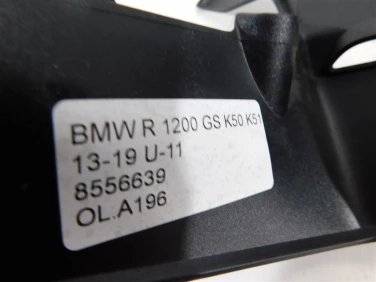 BMW R 1200 GS K50 K51
13-19 U-11
8556639
OL.A196